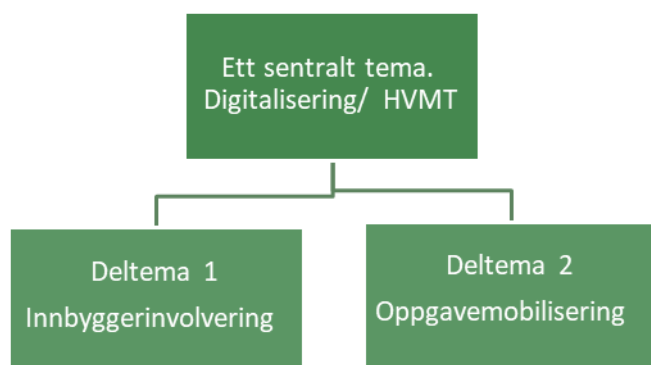 Ett sentralt tema.
Digitalisering/ HVMT
Deltema 1
Innbyggerinvolvering
Deltema 2
Oppgavemobilisering